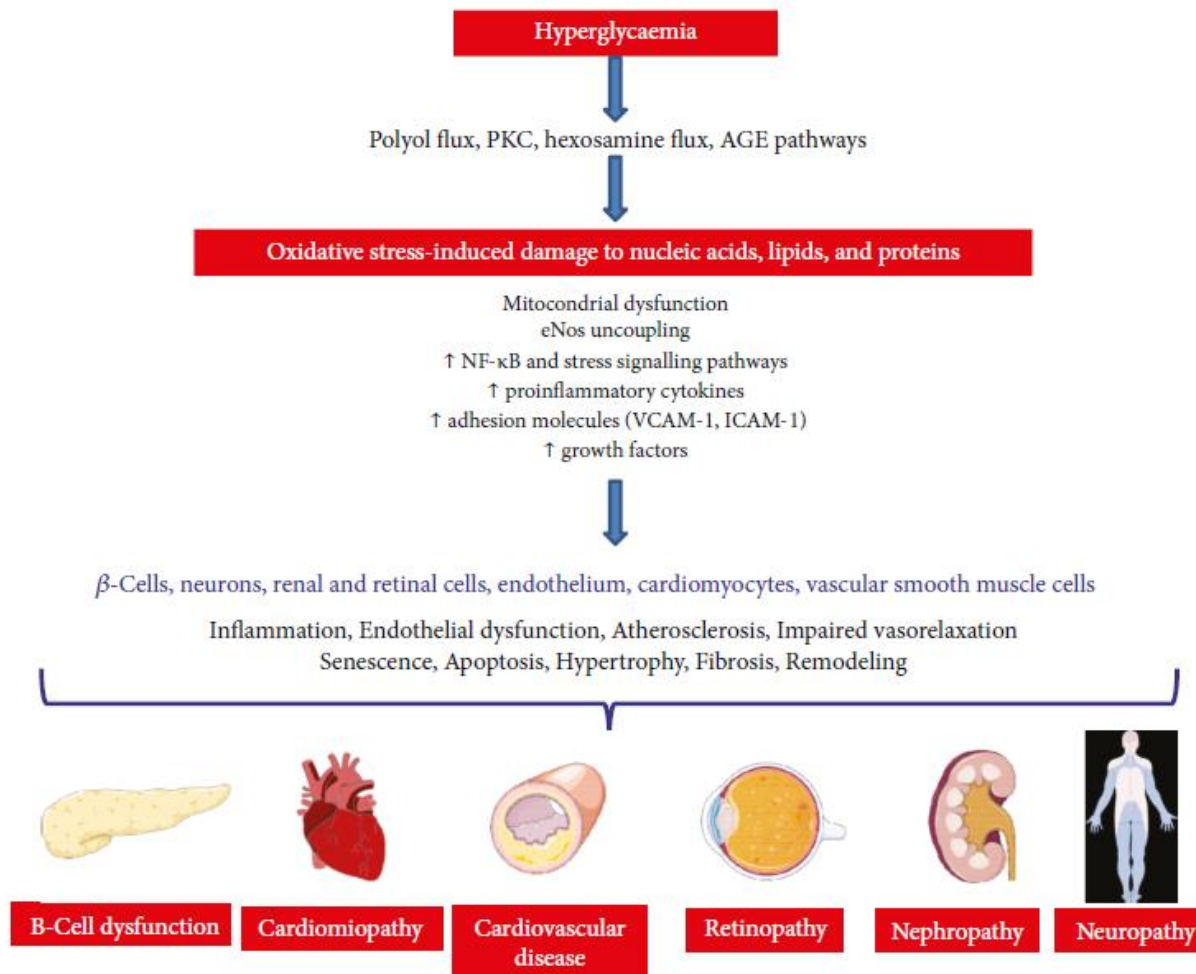 Hyperglycaemia
Polyol flux, PKC, hexosamine flux, AGE pathways
Oxidative stress-induced damage to nucleic acids, lipids, and proteins
Mitocondrial dysfunction
eNos uncoupling
↑ NF-κB and stress signalling pathways
↑ proinflammatory cytokines
↑ adhesion molecules (VCAM-1, ICAM-1)
↑ growth factors
β-Cells, neurons, renal and retinal cells, endothelium, cardiomyocytes, vascular smooth muscle cells
Inflammation, Endothelial dysfunction, Atherosclerosis, Impaired vasorelaxation
Senescence, Apoptosis, Hypertrophy, Fibrosis, Remodeling
B-Cell dysfunction
Cardiomiopathy
Cardiovascular
disease
Retinopathy
Nephropathy
Neuropathy